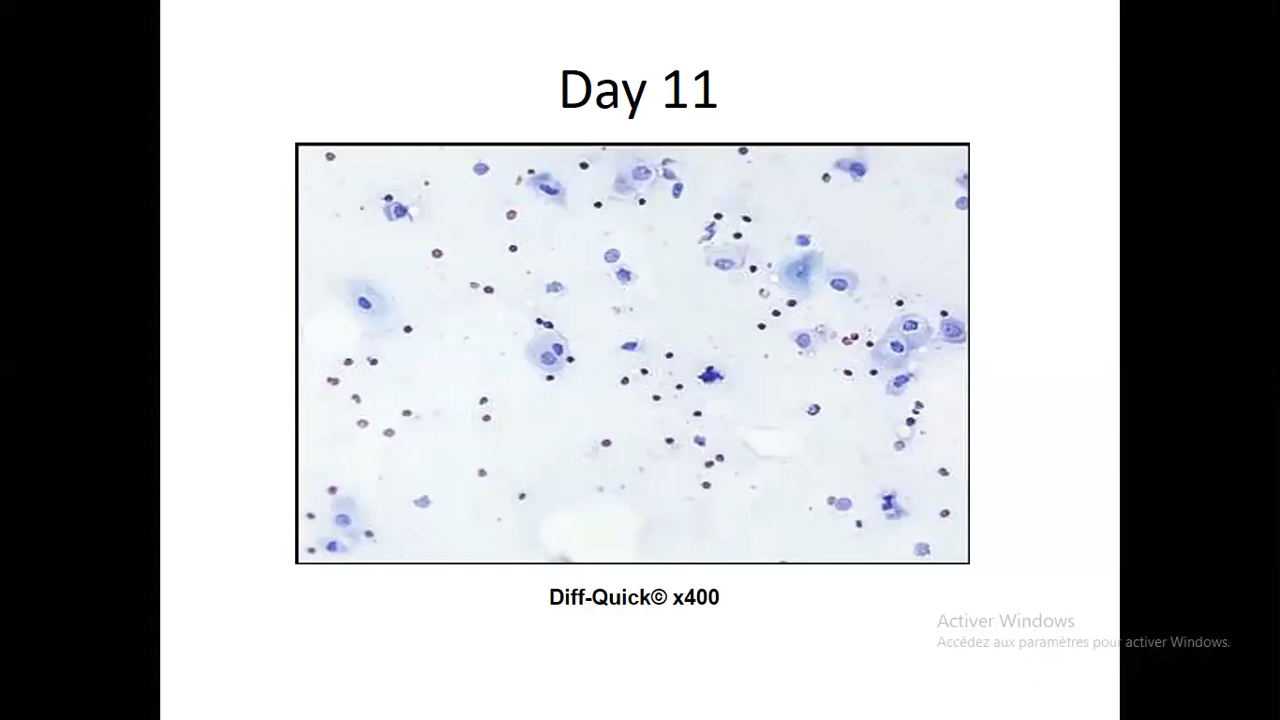 Day 11
Diff-Quick© x400
Activer Windows
Accédez aux paramètres pour activer Windows.